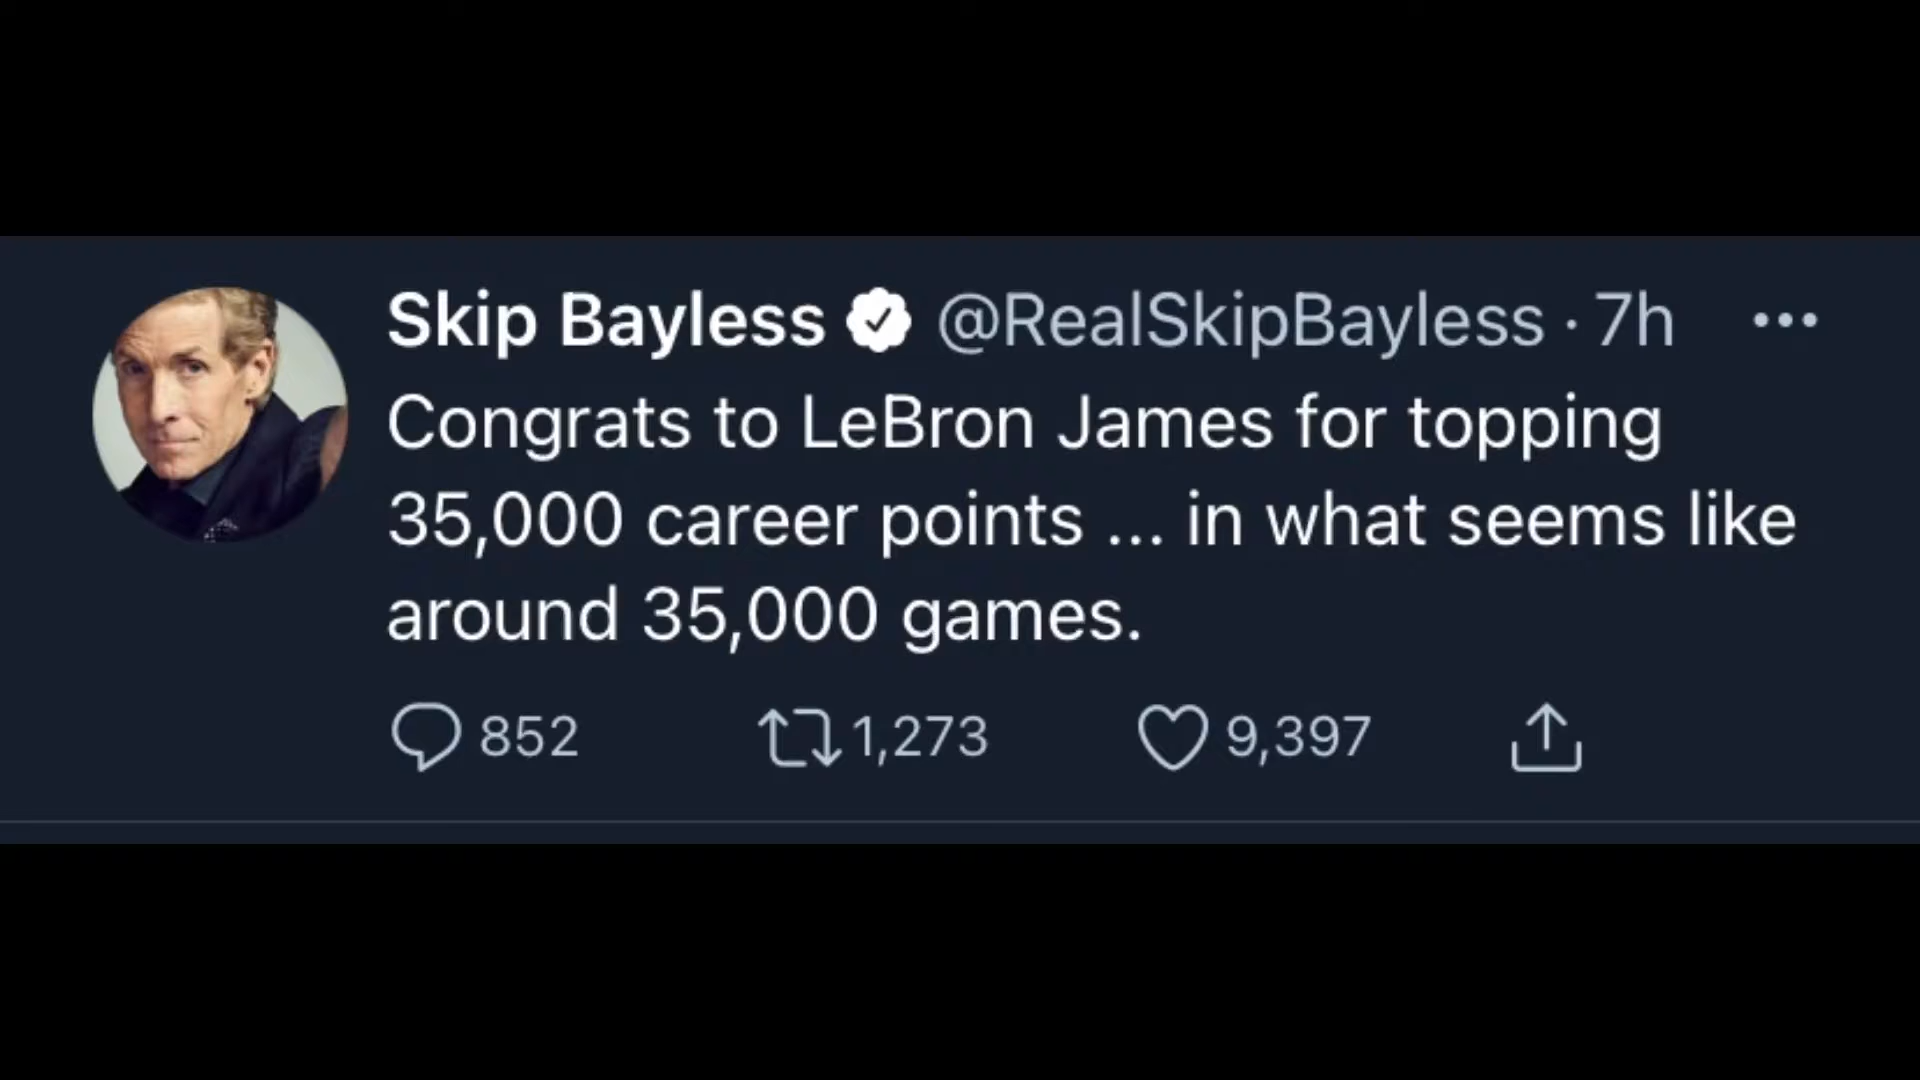 Skip Bayless @RealSkipBayless · 7h
Congrats to LeBron James for topping
35,000 career points ... in what seems like
around 35,000 games.
852 1,273 9,397